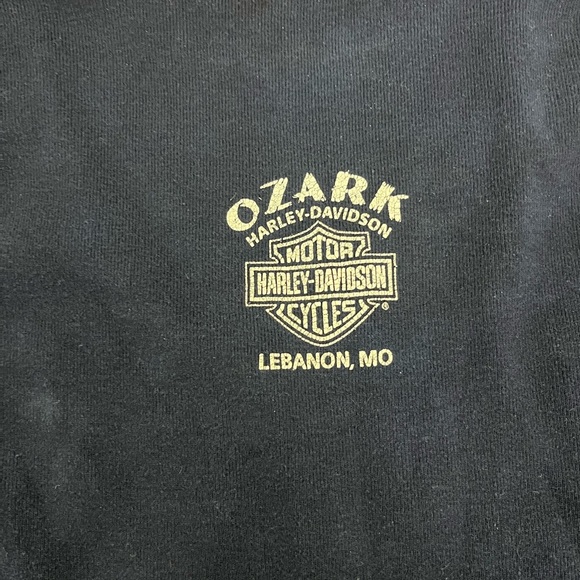 OZARK
HARLEY-DAVIDSON
MOTOR
HARLEY-DAVIDSON
CYCLES®
LEBANON, MO